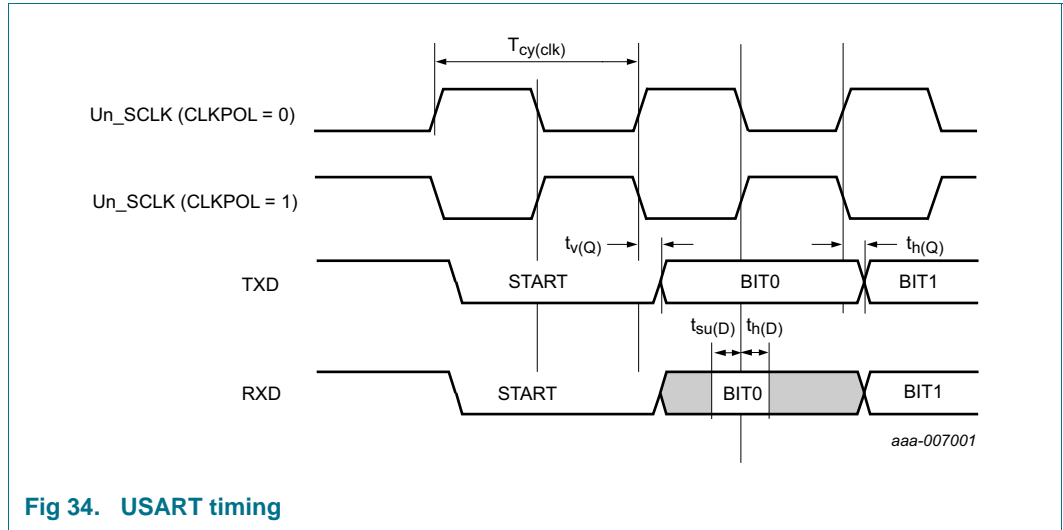 Tcy(clk)
Un_SCLK (CLKPOL = 0)
Un_SCLK (CLKPOL = 1)
tv(Q)
th(Q)
TXD
START
BIT0
BIT1
tsu(D)
th(D)
RXD
START
BIT0
BIT1
aaa-007001
Fig 34. USART timing